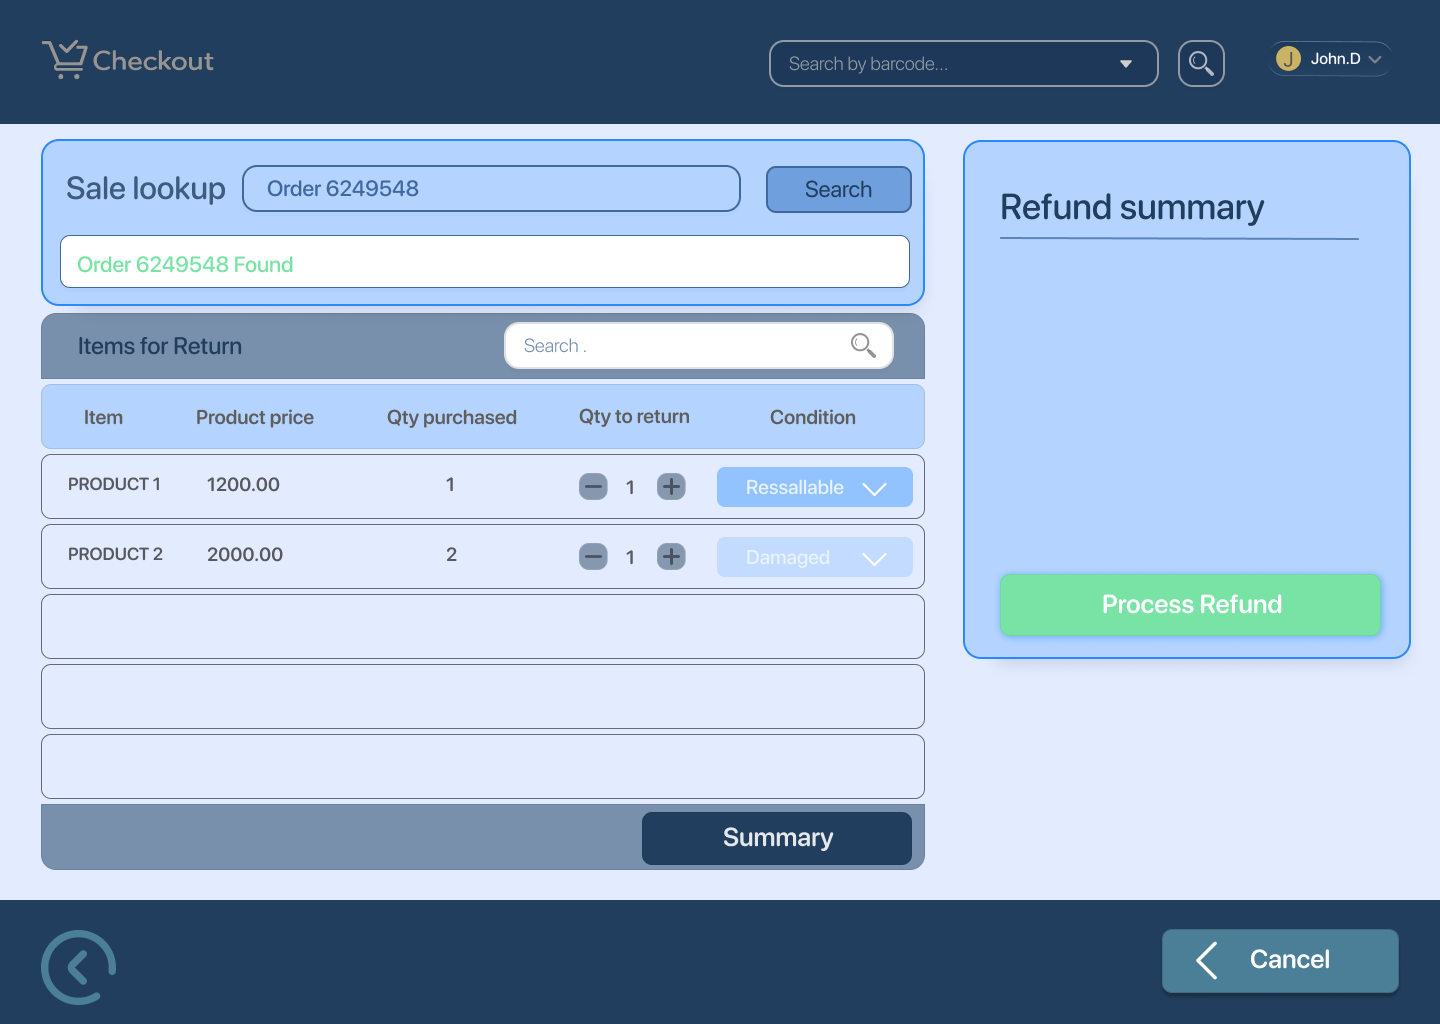 Checkout
Search by barcode...
J
John.D
Sale lookup
Order 6249548
Search
Order 6249548 Found
Refund summary
Items for Return
Search .
Item Product price Qty purchased Qty to return Condition
PRODUCT 1 1200.00 1 1 Ressallable
PRODUCT 2 2000.00 2 1 Damaged
Process Refund
Summary
Cancel